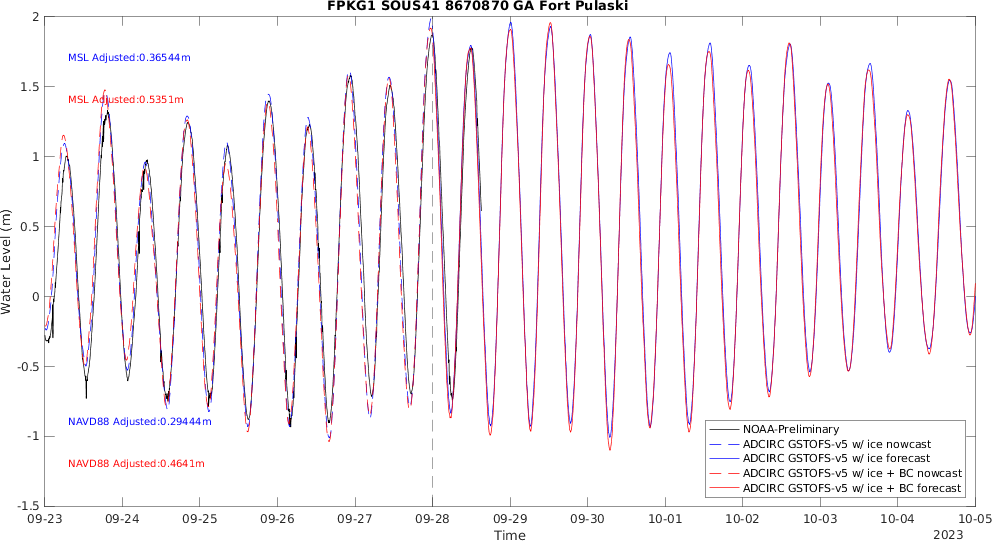 FPKG1 SOUS41 8670870 GA Fort Pulaski
2
1.5
1
0.5
0
-0.5
-1
-1.5
Water Level (m)
MSL Adjusted:0.36544m
MSL Adjusted:0.5351m
NAVD88 Adjusted:0.29444m
NAVD88 Adjusted:0.4641m
NOAA-Preliminary
ADCIRC GSTOFS-v5 w/ ice nowcast
ADCIRC GSTOFS-v5 w/ ice forecast
ADCIRC GSTOFS-v5 w/ ice + BC nowcast
ADCIRC GSTOFS-v5 w/ ice + BC forecast
09-23 09-24 09-25 09-26 09-27 09-28 09-29 09-30 10-01 10-02 10-03 10-04 10-05
Time
2023